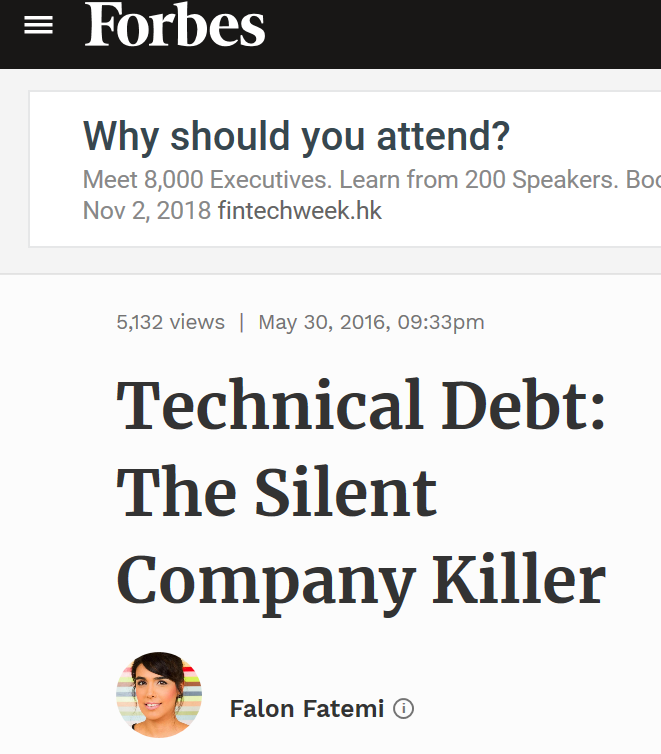 Forbes
Why should you attend?
Meet 8,000 Executives. Learn from 200 Speakers.
Nov 2, 2018 fintechweek.hk
5,132 views | May 30, 2016, 09:33pm
Technical Debt:
The Silent
Company Killer
Falon Fatemi